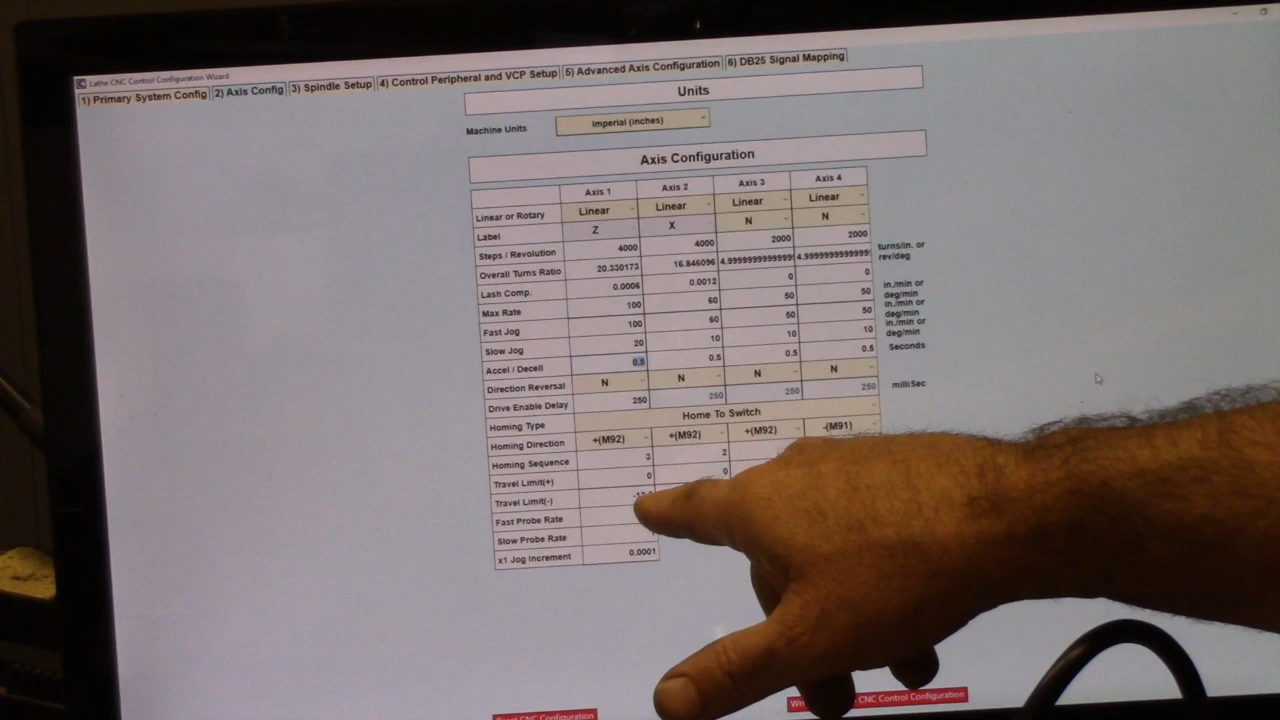 Lathe CNC Control Configuration Wizard
1) Primary System Config 2) Axis Config 3) Spindle Setup 4) Control Peripheral and VCP Setup 5) Advanced Axis Configuration 6) DB25 Signal Mapping
Units
Machine Units Imperial (inches)
Axis Configuration
Axis 1 Axis 2 Axis 3 Axis 4
Linear or Rotary Linear Linear Linear Linear
Label Z X N N
Steps / Revolution 4000 4000 2000 2000
Overall Turns Ratio 20.330173 16.846096 4.9999999999999 4.9999999999999 turns/in. or rev/deg
Lash Comp. 0.0006 0.0012 0 0
Max Rate 100 60 50 50 in./min or deg/min
Fast Jog 100 60 50 50 in./min or deg/min
Slow Jog 20 10 10 10 in./min or deg/min
Accel / Decell 0.5 0.5 0.5 0.5 Seconds
Direction Reversal N N N N
Drive Enable Delay 250 250 250 250 milliSec
Homing Type Home To Switch
Homing Direction +(M92) +(M92) +(M92) -(M91)
Homing Sequence 3 2
Travel Limit(+) 0 0
Travel Limit(-)
Fast Probe Rate
Slow Probe Rate
x1 Jog Increment 0.0001
Reset CNC Configuration CNC Control Configuration